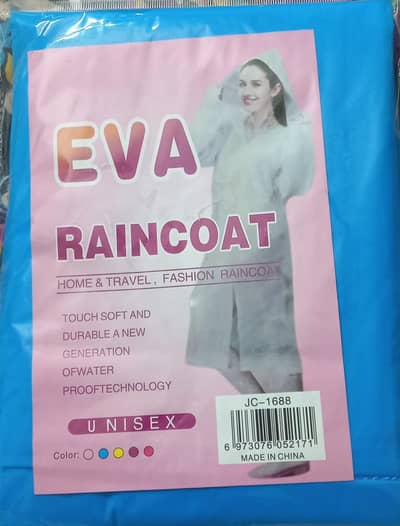 EVA
RAINCOAT
HOME & TRAVEL, FASHION RAINCOAT
TOUCH SOFT AND
DURABLE A NEW
GENERATION
OFWATER
PROOFTECHNOLOGY
UNISEX
Color:
JC-1688
6 973076 052171
MADE IN CHINA